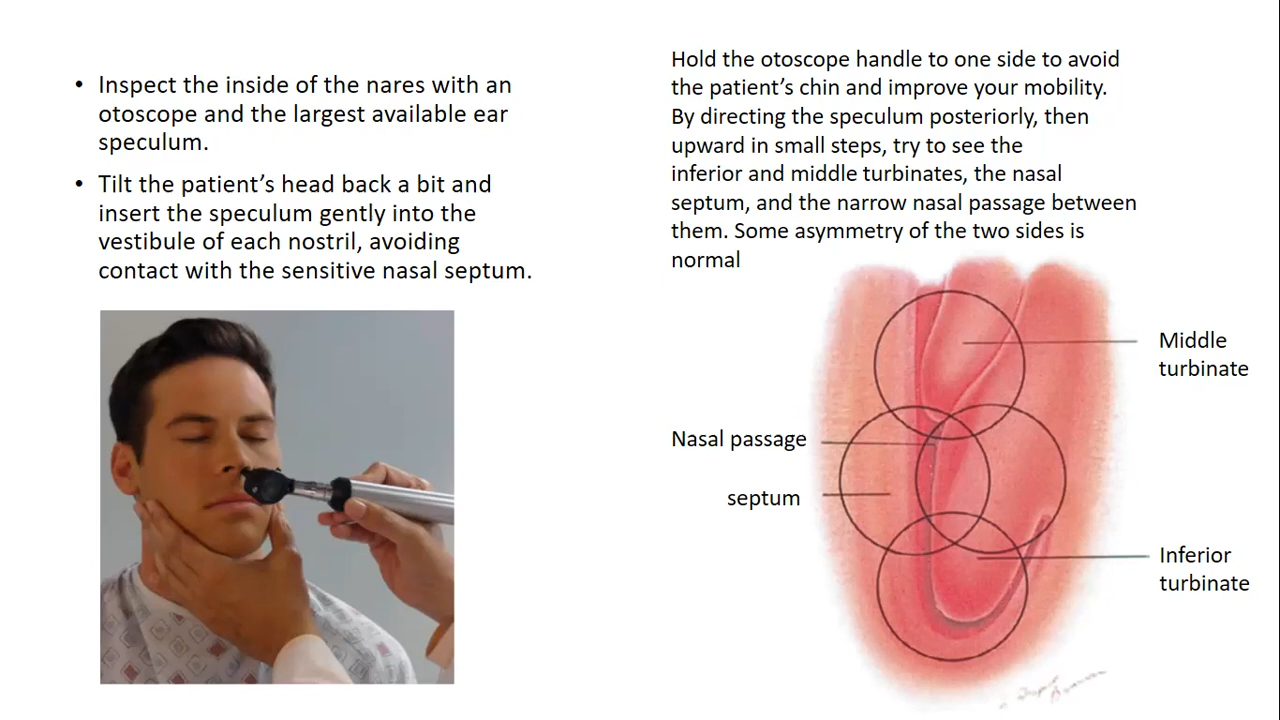 • Inspect the inside of the nares with an
otoscope and the largest available ear
speculum.
• Tilt the patient’s head back a bit and
insert the speculum gently into the
vestibule of each nostril, avoiding
contact with the sensitive nasal septum.
Hold the otoscope handle to one side to avoid
the patient’s chin and improve your mobility.
By directing the speculum posteriorly, then
upward in small steps, try to see the
inferior and middle turbinates, the nasal
septum, and the narrow nasal passage between
them. Some asymmetry of the two sides is
normal
Middle
turbinate
Nasal passage
septum
Inferior
turbinate